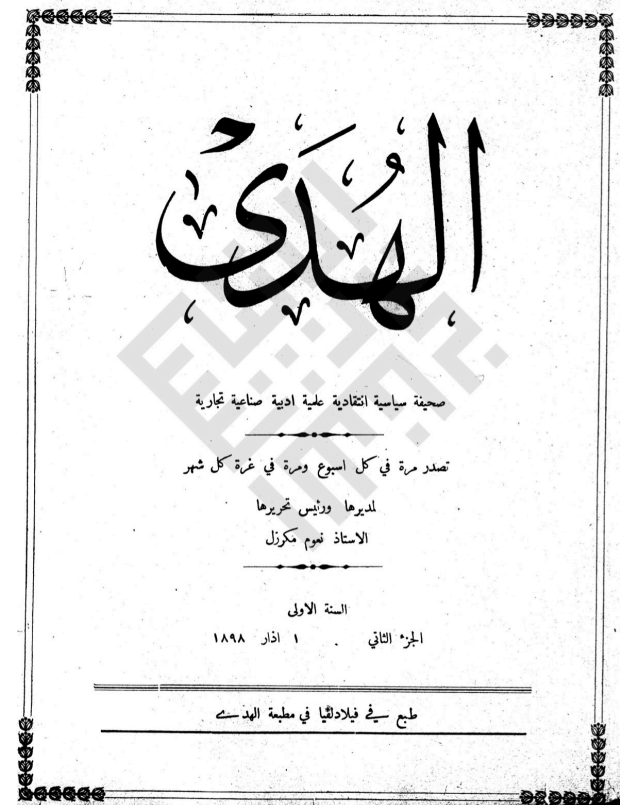 الهُدَىْ
صحيفة سياسية انتقادية علمية ادبية صناعية تجارية
تصدر مرة في كل اسبوع ومرة في غرة كل شهر
لمديرها ورئيس تحريرها
الاستاذ نعوم مكرزل
السنة الاولى
الجزء الثاني . ١ اذار ١٨٩٨
طبع في فيلادلفيا في مطبعة الهدى